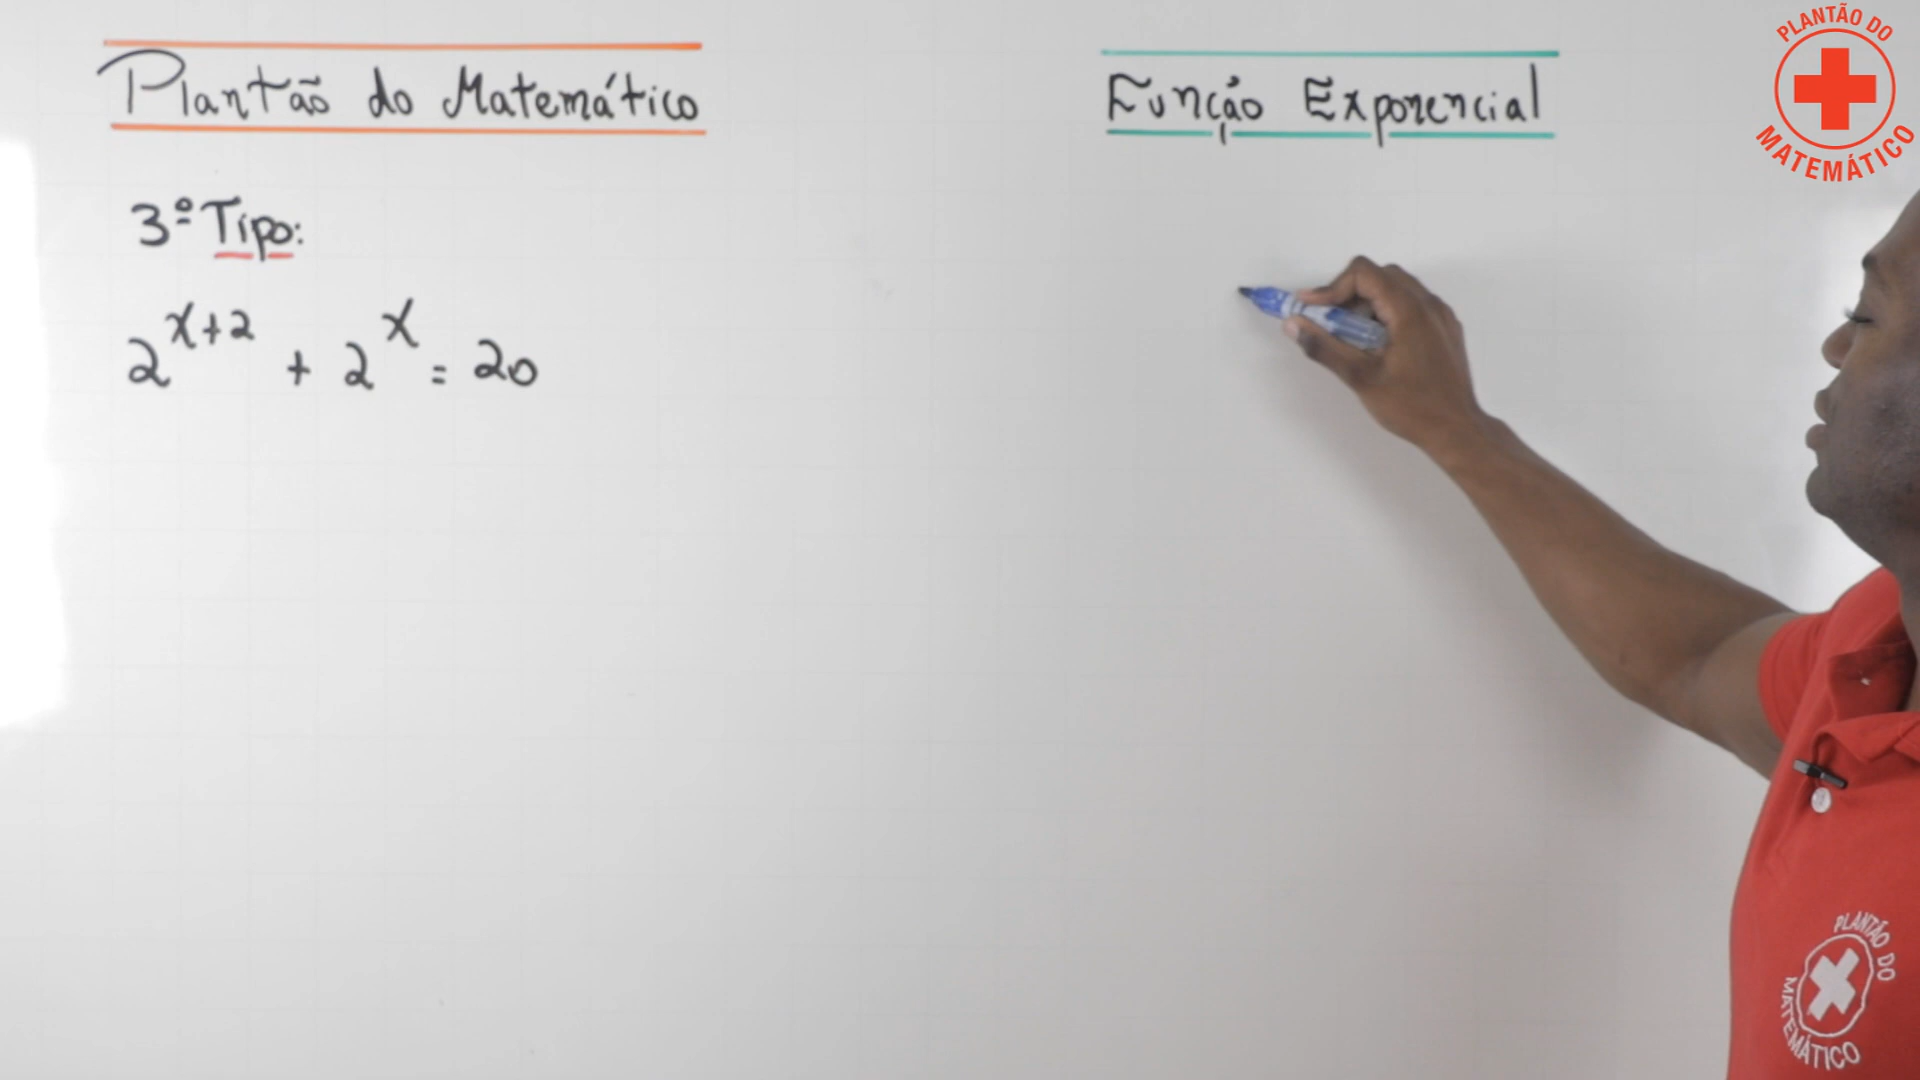 Plantão do Matemático
Função Exponencial
PLANTÃO DO
MATEMÁTICO
3º Tipo:
2^{x+2} + 2^x = 20
PLANTÃO DO
MATEMÁTICO